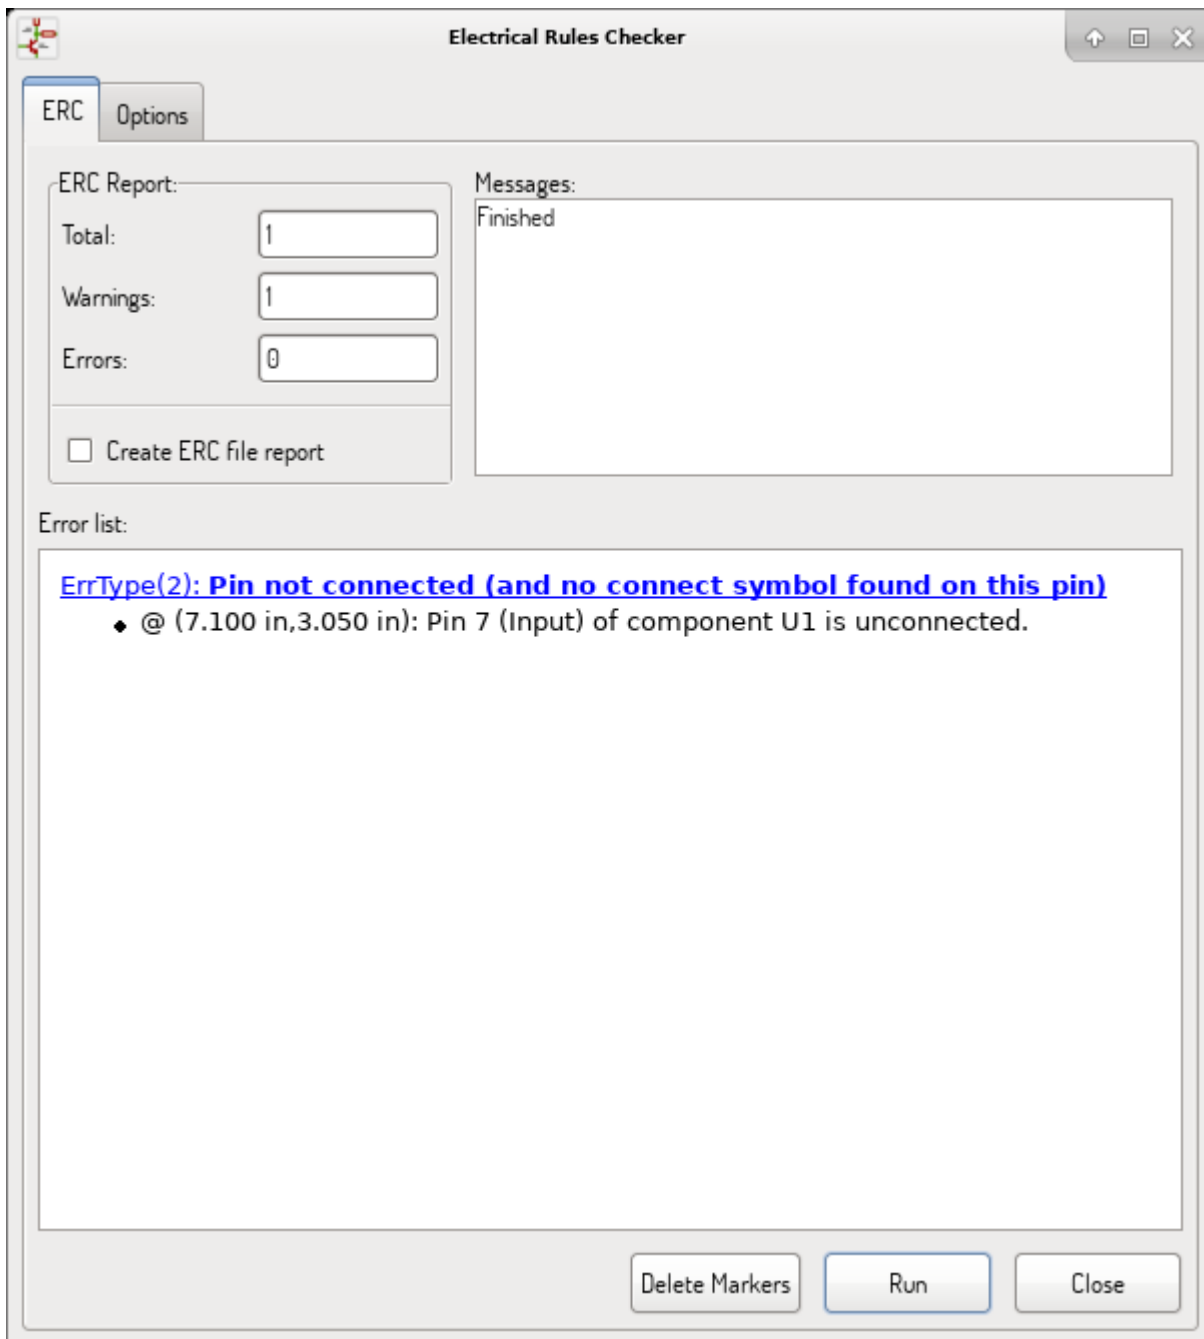 Electrical Rules Checker
ERC
Options
ERC Report:
Total:
1
Warnings:
1
Errors:
0
Create ERC file report
Messages:
Finished
Error list:
ErrType(2): Pin not connected (and no connect symbol found on this pin)
@ (7.100 in,3.050 in): Pin 7 (Input) of component U1 is unconnected.
Delete Markers
Run
Close